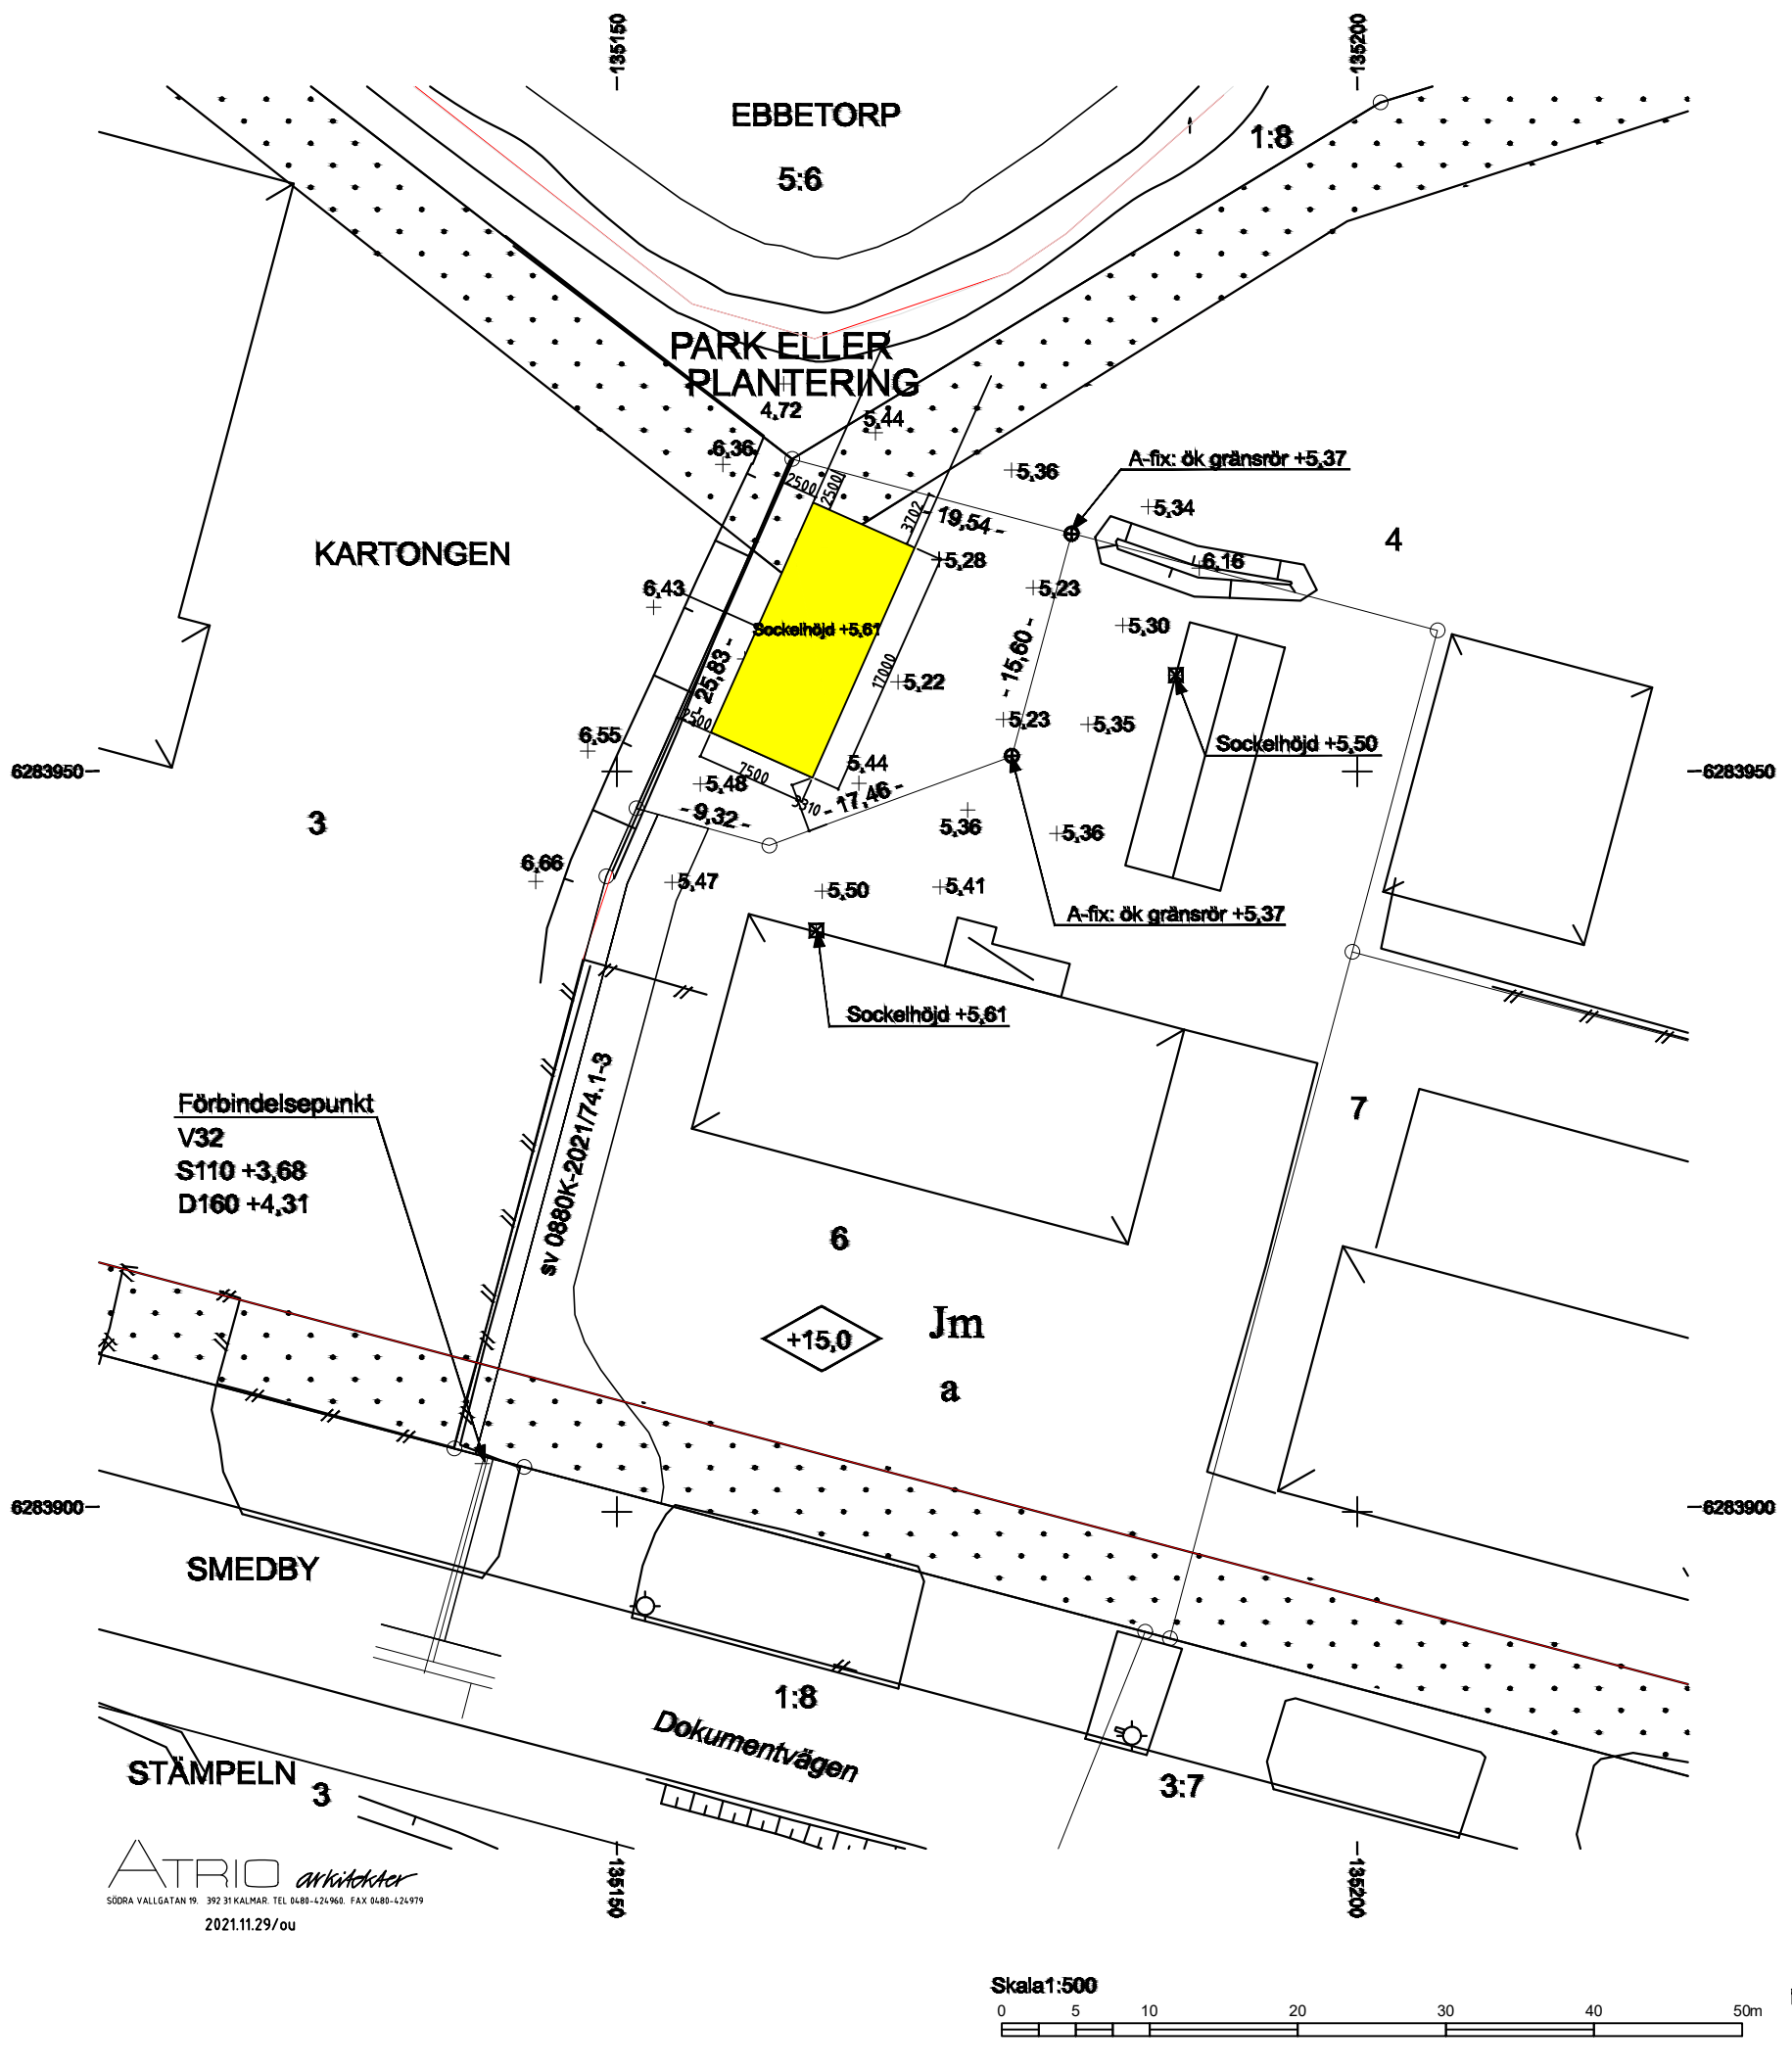 135150
135200
EBBETORP
5:6
1:8
PARK ELLER
PLANTERING
4,72
5,44
6,36
5,36
A-fix: ök gränsrör +5,37
2500
2500
3702
- 19,54 -
5,34
4
KARTONGEN
5,28
6,16
6,43
5,23
5,30
Sockelhöjd +5,61
- 25,83 -
17000
5,22
- 15,60 -
2500
5,23
5,35
6,55
Sockelhöjd +5,50
6283950
7500
5,48
5,44
6283950
3310
- 17,46 -
- 9,32 -
3
5,36
5,36
6,66
5,47
5,50
5,41
A-fix: ök gränsrör +5,37
Sockelhöjd +5,61
sv 0880K-2021/74.1-3
Förbindelsepunkt
V32
S110 +3,68
D160 +4,31
7
6
+15,0
Jm
a
6283900
6283900
SMEDBY
1:8
Dokumentvägen
STÄMPELN
3
3:7
ATRIO arkitekter
SÖDRA VALLGATAN 19. 392 31 KALMAR. TEL 0480-424960. FAX 0480-424979
2021.11.29/ou
135150
135200
Skala1:500
0 5 10 20 30 40 50m